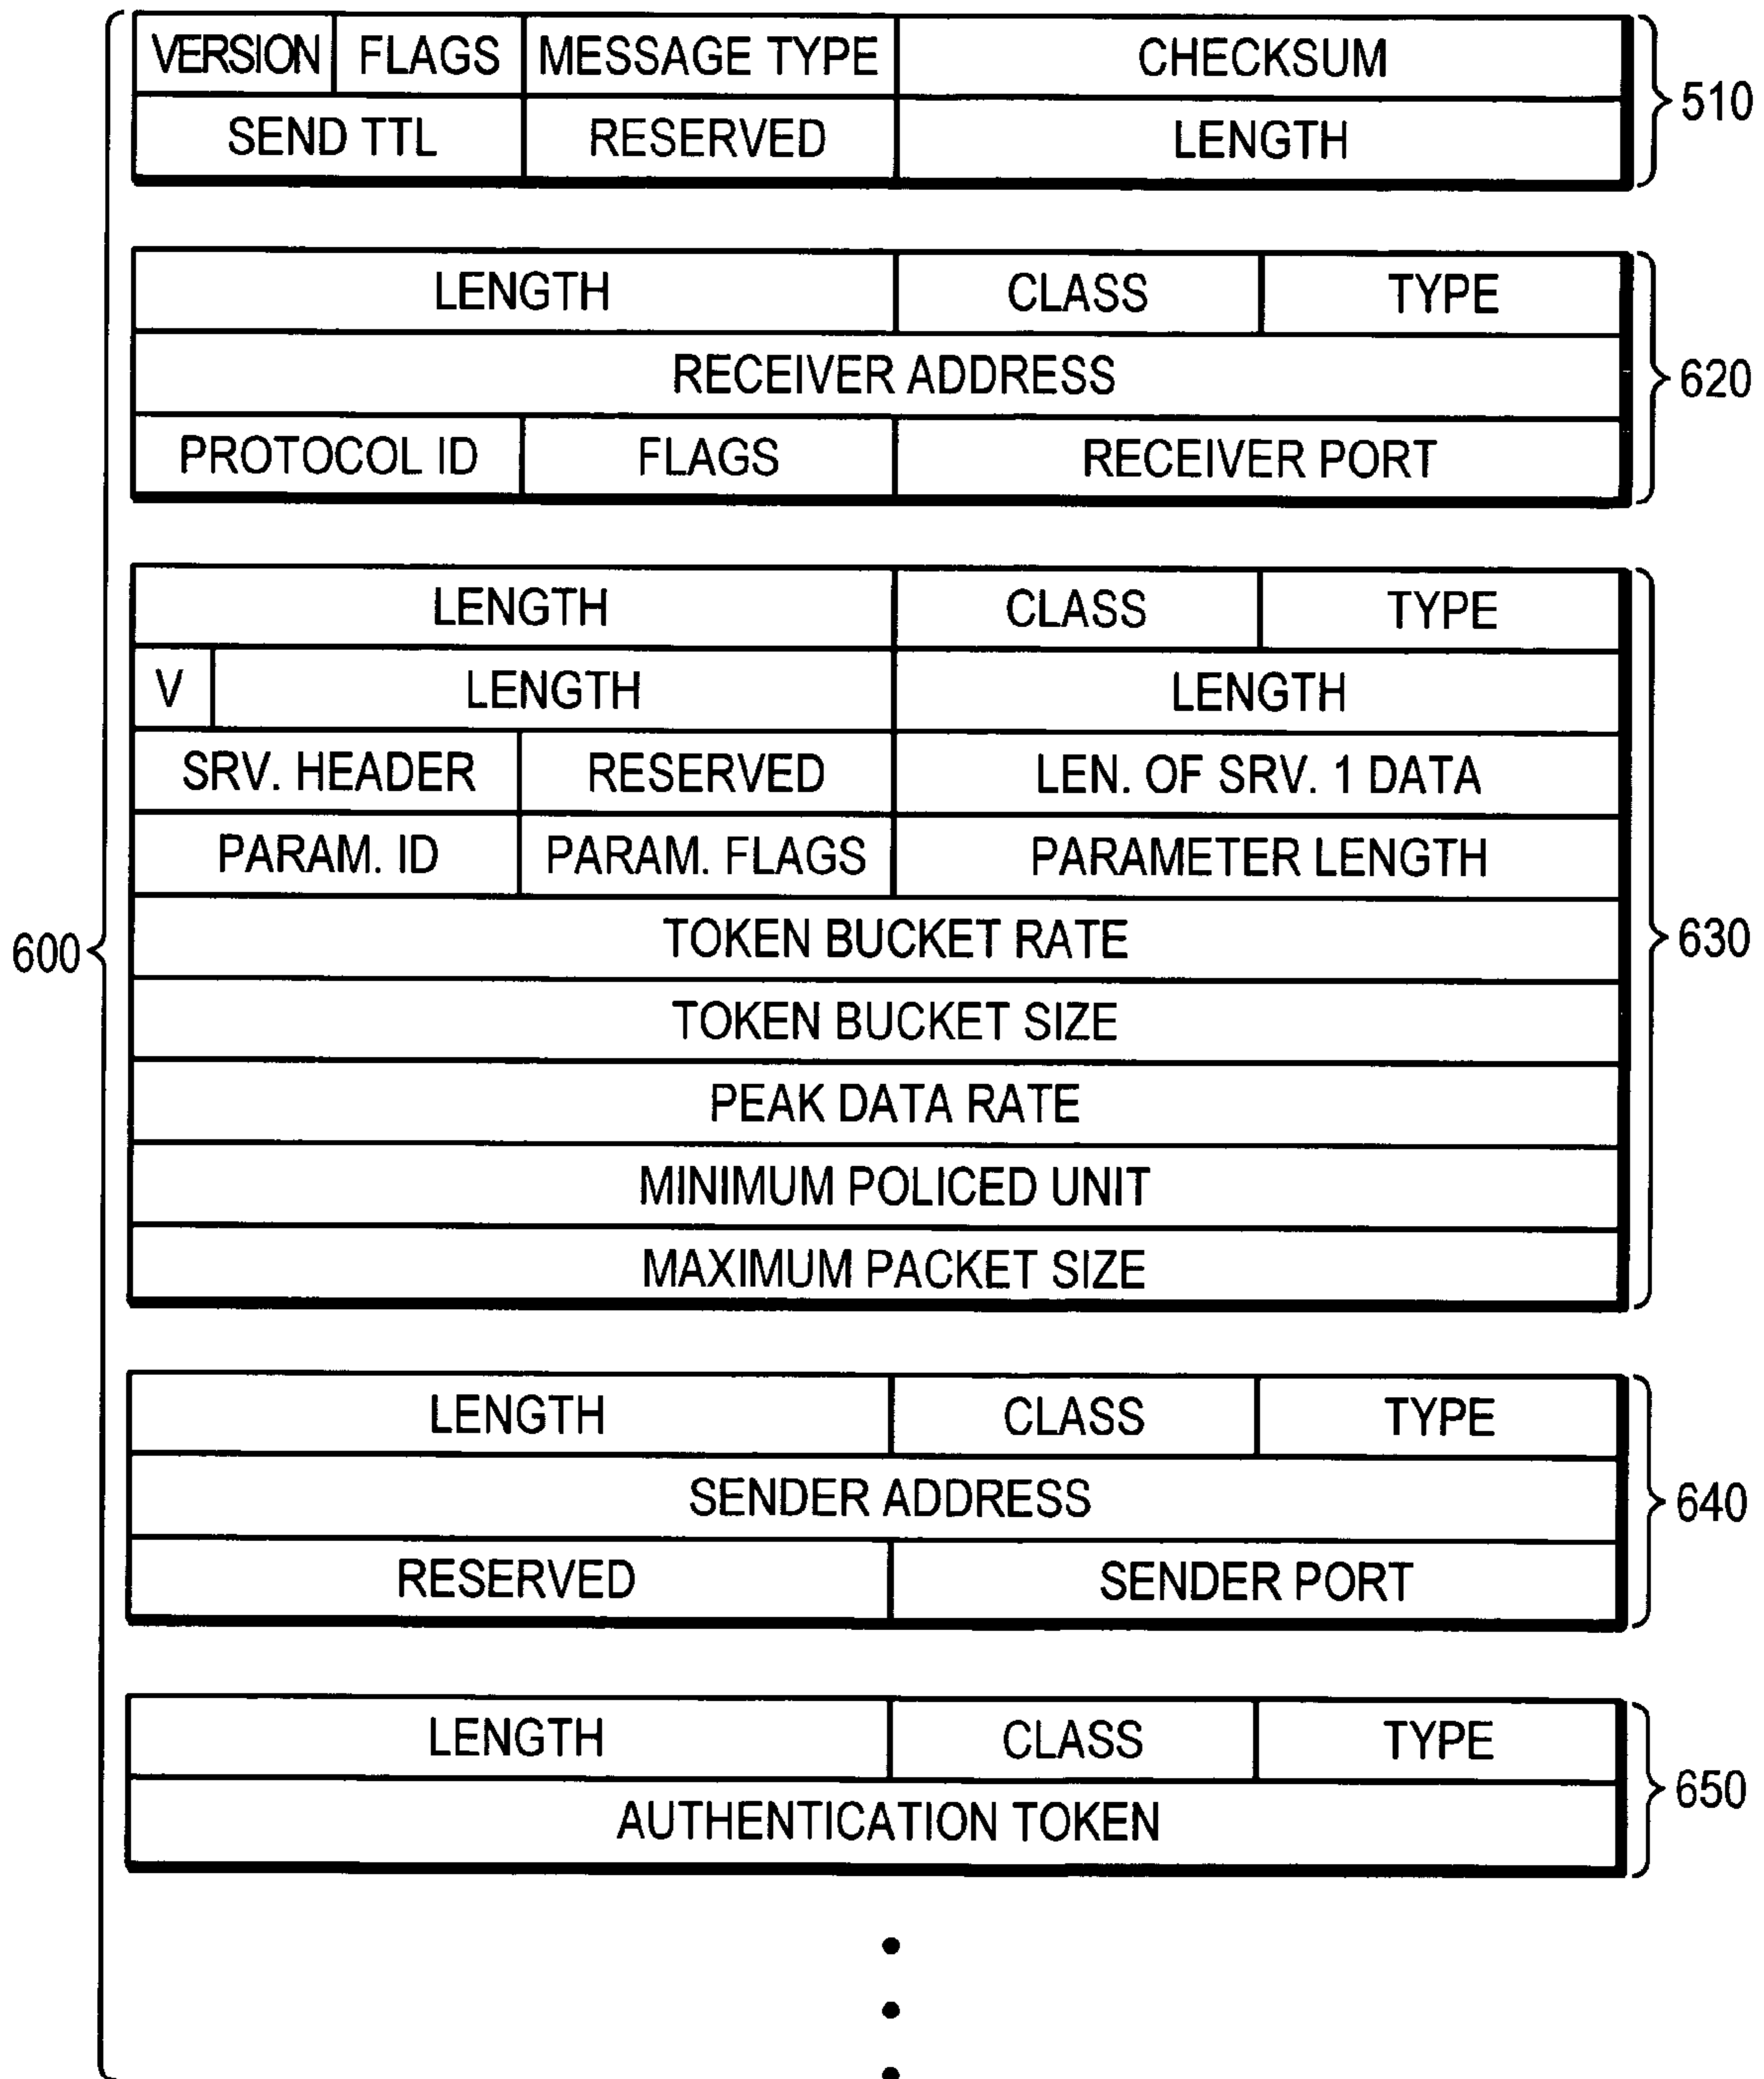 VERSION FLAGS MESSAGE TYPE CHECKSUM
SEND TTL RESERVED LENGTH
510
LENGTH CLASS TYPE
RECEIVER ADDRESS
620
PROTOCOL ID FLAGS RECEIVER PORT
LENGTH CLASS TYPE
V LENGTH LENGTH
SRV. HEADER RESERVED LEN. OF SRV. 1 DATA
PARAM. ID PARAM. FLAGS PARAMETER LENGTH
600
TOKEN BUCKET RATE
630
TOKEN BUCKET SIZE
PEAK DATA RATE
MINIMUM POLICED UNIT
MAXIMUM PACKET SIZE
LENGTH CLASS TYPE
SENDER ADDRESS
640
RESERVED SENDER PORT
LENGTH CLASS TYPE
650
AUTHENTICATION TOKEN